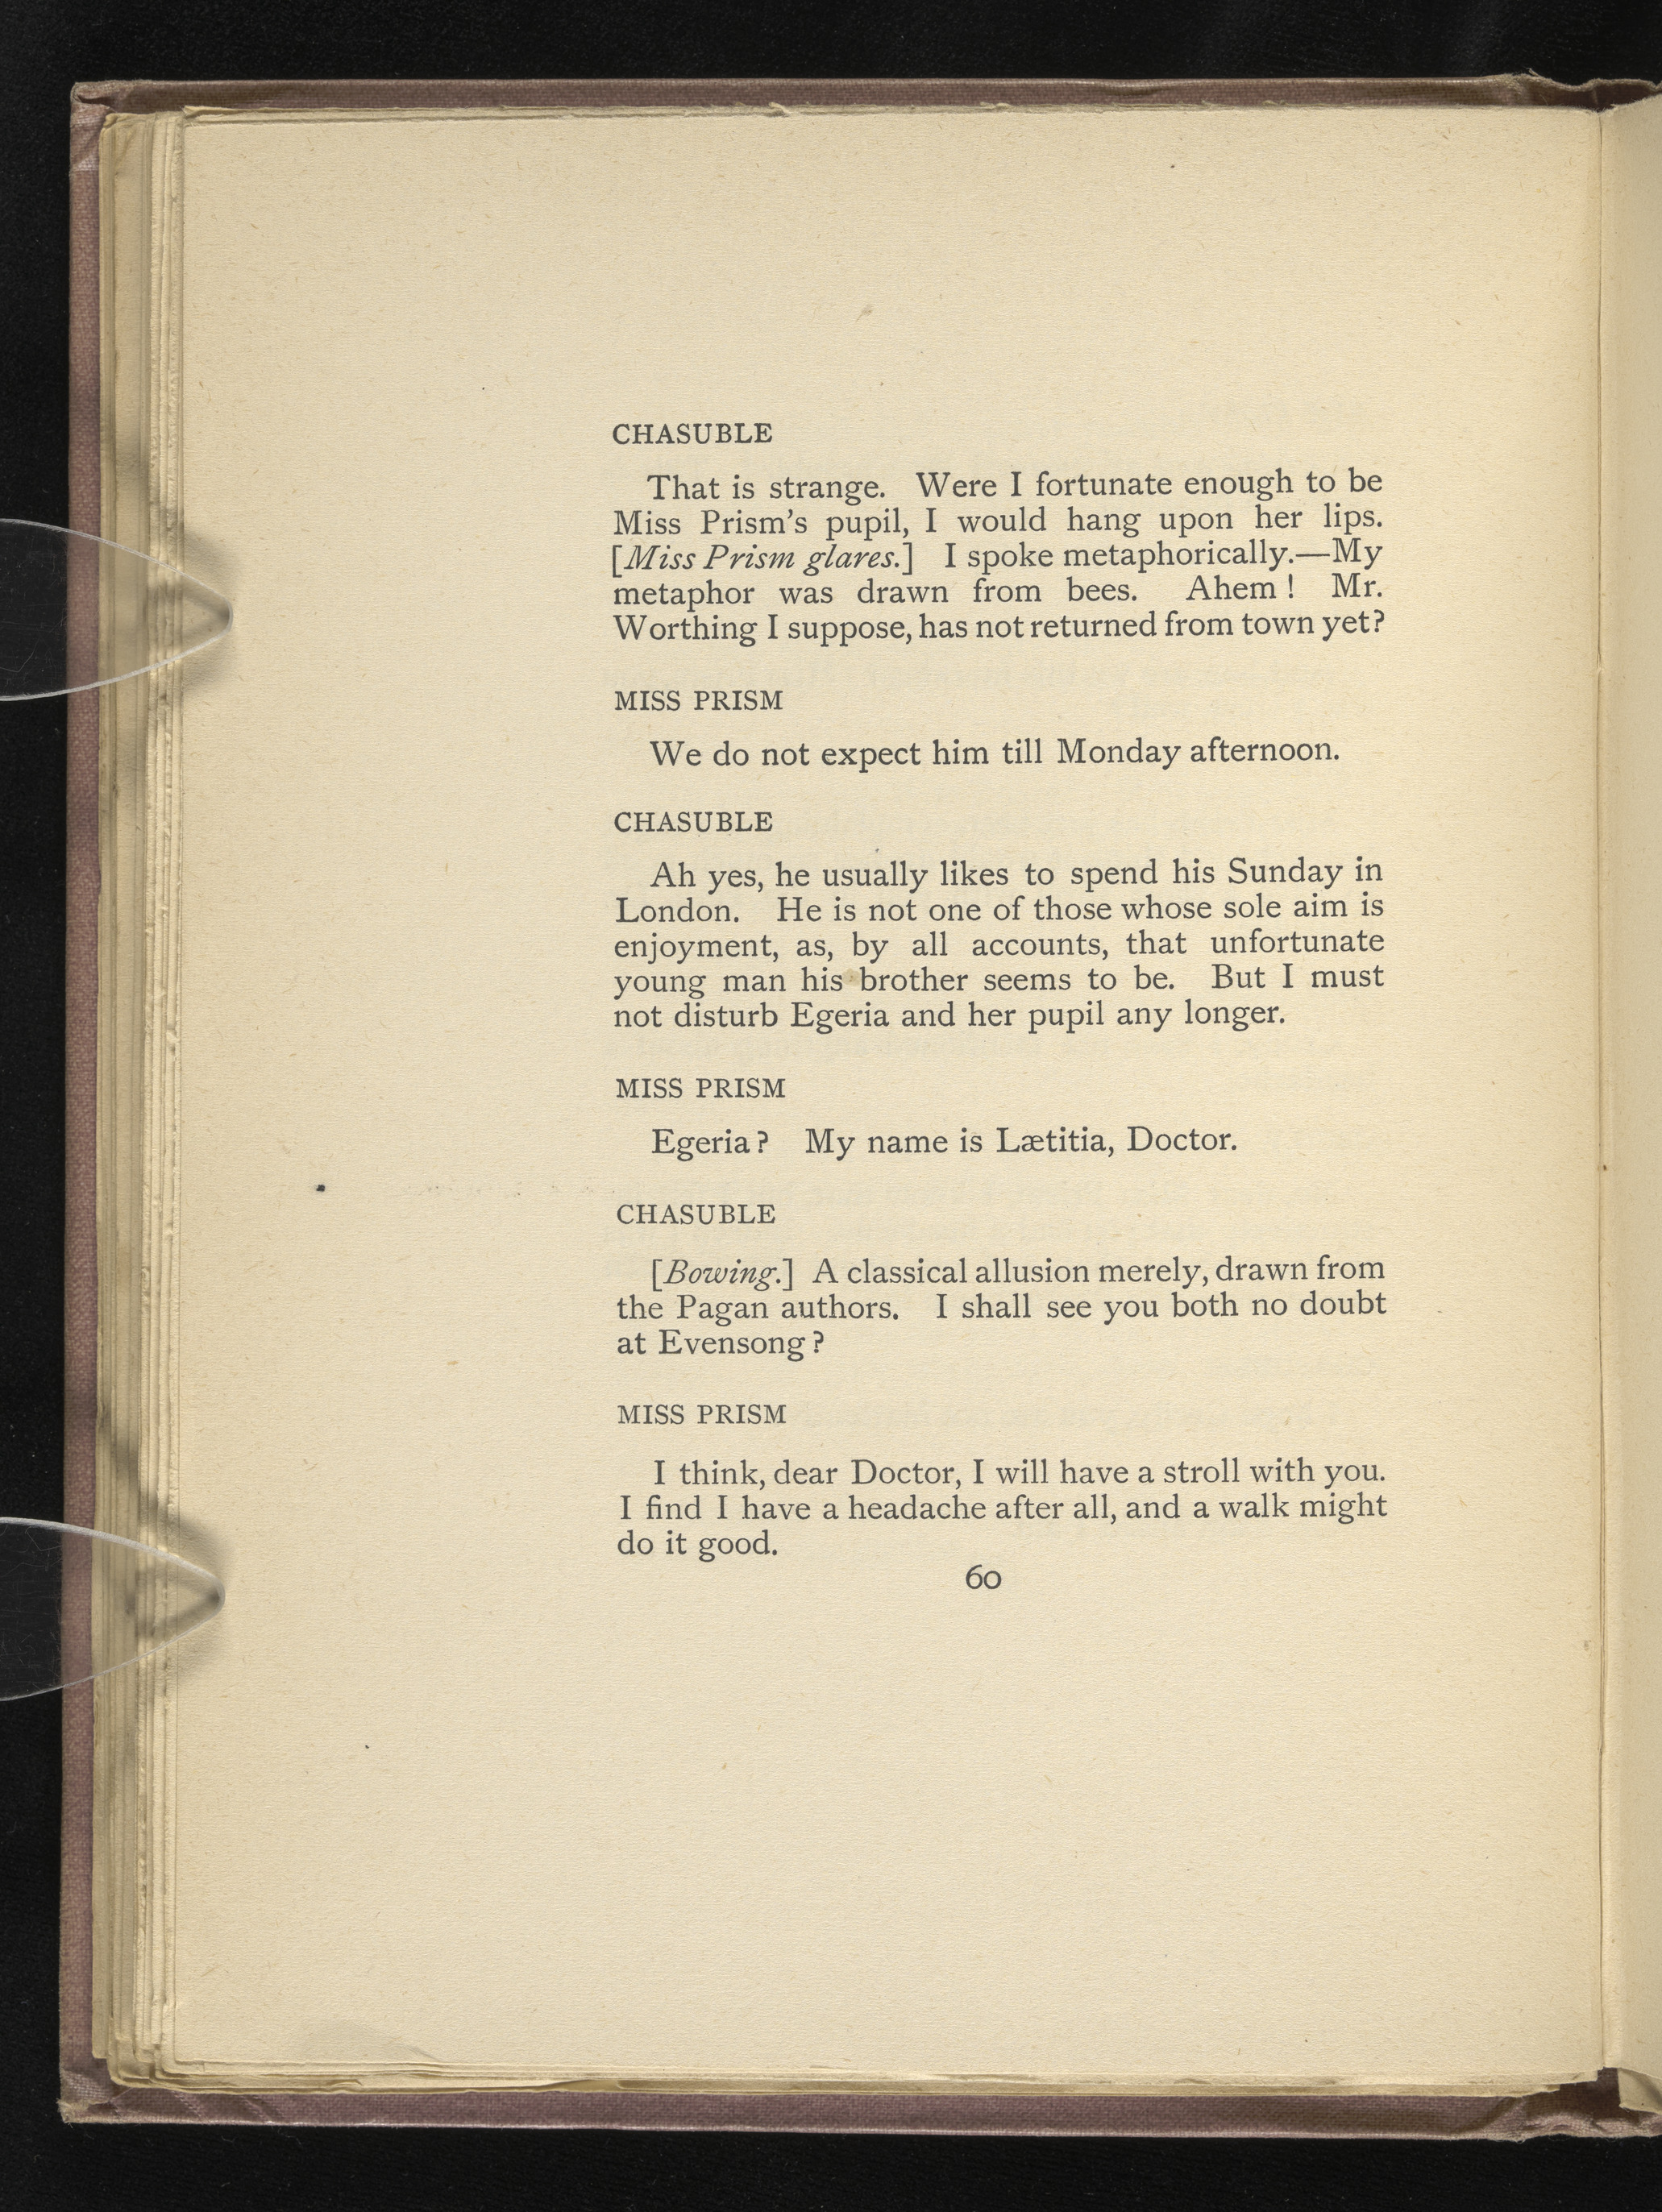 CHASUBLE
That is strange. Were I fortunate enough to be
Miss Prism's pupil, I would hang upon her lips.
[Miss Prism glares.] I spoke metaphorically.—My
metaphor was drawn from bees. Ahem! Mr.
Worthing I suppose, has not returned from town yet?
MISS PRISM
We do not expect him till Monday afternoon.
CHASUBLE
Ah yes, he usually likes to spend his Sunday in
London. He is not one of those whose sole aim is
enjoyment, as, by all accounts, that unfortunate
young man his brother seems to be. But I must
not disturb Egeria and her pupil any longer.
MISS PRISM
Egeria? My name is Lætitia, Doctor.
CHASUBLE
[Bowing.] A classical allusion merely, drawn from
the Pagan authors. I shall see you both no doubt
at Evensong?
MISS PRISM
I think, dear Doctor, I will have a stroll with you.
I find I have a headache after all, and a walk might
do it good.
60